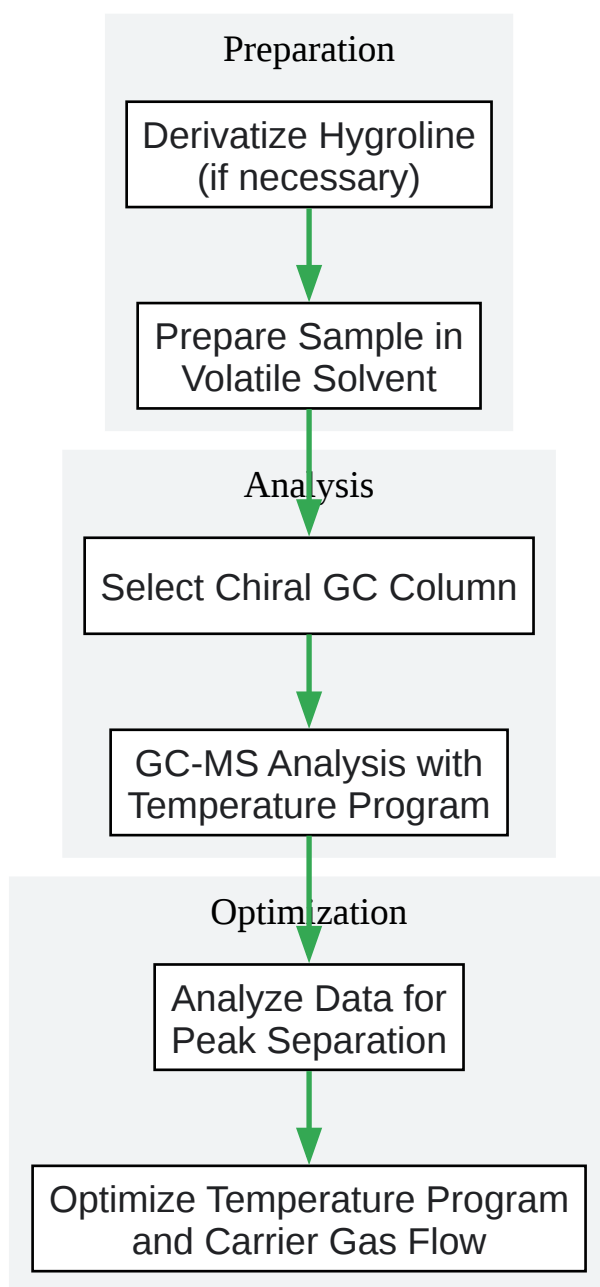 Preparation
Derivatize Hygroline
(if necessary)
Prepare Sample in
Volatile Solvent
Analysis
Select Chiral GC Column
GC-MS Analysis with
Temperature Program
Optimization
Analyze Data for
Peak Separation
Optimize Temperature Program
and Carrier Gas Flow